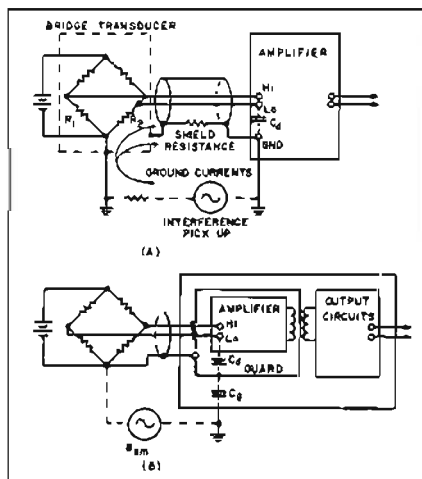 BRIDGE TRANSDUCER
AMPLIFIER
Hi
Lo
Cd
GND
R1
R2
SHIELD
RESISTANCE
GROUND CURRENTS
INTERFERENCE
PICK UP
(A)
AMPLIFIER
OUTPUT
CIRCUITS
Hi
Lo
Cd
GUARD
Cg
(B)